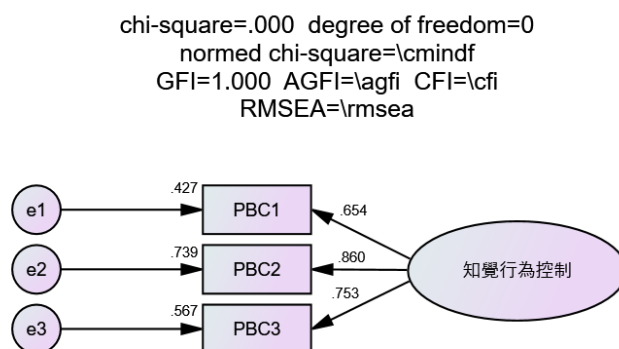 chi-square=.000 degree of freedom=0
normed chi-square=\cmindf
GFI=1.000 AGFI=\agfi CFI=\cfi
RMSEA=\rmsea
.427
e1
PBC1
.654
.739
e2
PBC2
.860
知覺行為控制
.753
.567
e3
PBC3